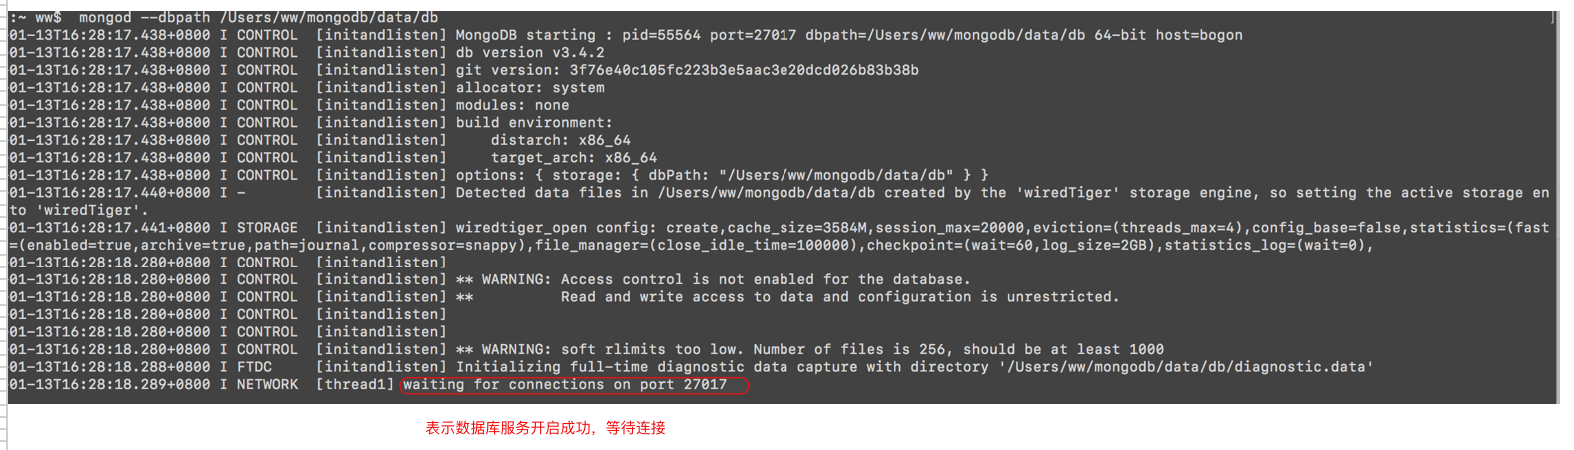 :~ ww$  mongod --dbpath /Users/ww/mongodb/data/db
01-13T16:28:17.438+0800 I CONTROL  [initandlisten] MongoDB starting : pid=55564 port=27017 dbpath=/Users/ww/mongodb/data/db 64-bit host=bogon
01-13T16:28:17.438+0800 I CONTROL  [initandlisten] db version v3.4.2
01-13T16:28:17.438+0800 I CONTROL  [initandlisten] git version: 3f76e40c105fc223b3e5aac3e20dcd026b83b38b
01-13T16:28:17.438+0800 I CONTROL  [initandlisten] allocator: system
01-13T16:28:17.438+0800 I CONTROL  [initandlisten] modules: none
01-13T16:28:17.438+0800 I CONTROL  [initandlisten] build environment:
01-13T16:28:17.438+0800 I CONTROL  [initandlisten]     distarch: x86_64
01-13T16:28:17.438+0800 I CONTROL  [initandlisten]     target_arch: x86_64
01-13T16:28:17.438+0800 I CONTROL  [initandlisten] options: { storage: { dbPath: "/Users/ww/mongodb/data/db" } }
01-13T16:28:17.440+0800 I -        [initandlisten] Detected data files in /Users/ww/mongodb/data/db created by the 'wiredTiger' storage engine, so setting the active storage en
to 'wiredTiger'.
01-13T16:28:17.441+0800 I STORAGE  [initandlisten] wiredtiger_open config: create,cache_size=3584M,session_max=20000,eviction=(threads_max=4),config_base=false,statistics=(fast
=(enabled=true,archive=true,path=journal,compressor=snappy),file_manager=(close_idle_time=100000),checkpoint=(wait=60,log_size=2GB),statistics_log=(wait=0),
01-13T16:28:18.280+0800 I CONTROL  [initandlisten]
01-13T16:28:18.280+0800 I CONTROL  [initandlisten] ** WARNING: Access control is not enabled for the database.
01-13T16:28:18.280+0800 I CONTROL  [initandlisten] **          Read and write access to data and configuration is unrestricted.
01-13T16:28:18.280+0800 I CONTROL  [initandlisten]
01-13T16:28:18.280+0800 I CONTROL  [initandlisten]
01-13T16:28:18.280+0800 I CONTROL  [initandlisten] ** WARNING: soft rlimits too low. Number of files is 256, should be at least 1000
01-13T16:28:18.288+0800 I FTDC     [initandlisten] Initializing full-time diagnostic data capture with directory '/Users/ww/mongodb/data/db/diagnostic.data'
01-13T16:28:18.289+0800 I NETWORK  [thread1] waiting for connections on port 27017
表示数据库服务开启成功，等待连接